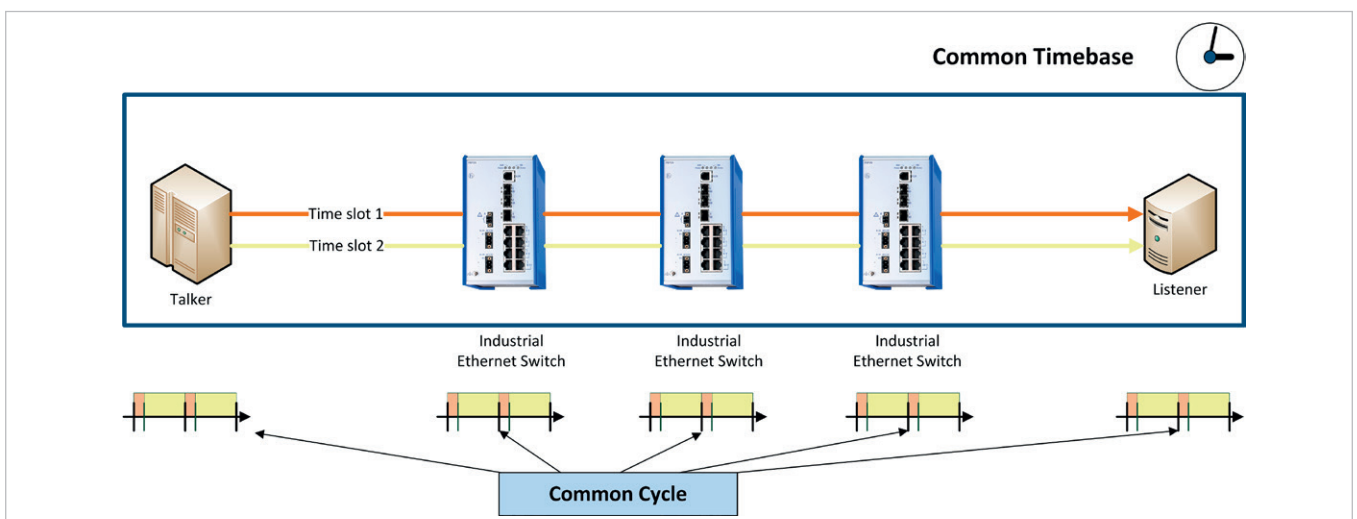 Common Timebase
Time slot 1
Time slot 2
Talker
Listener
Industrial
Ethernet Switch
Industrial
Ethernet Switch
Industrial
Ethernet Switch
Common Cycle